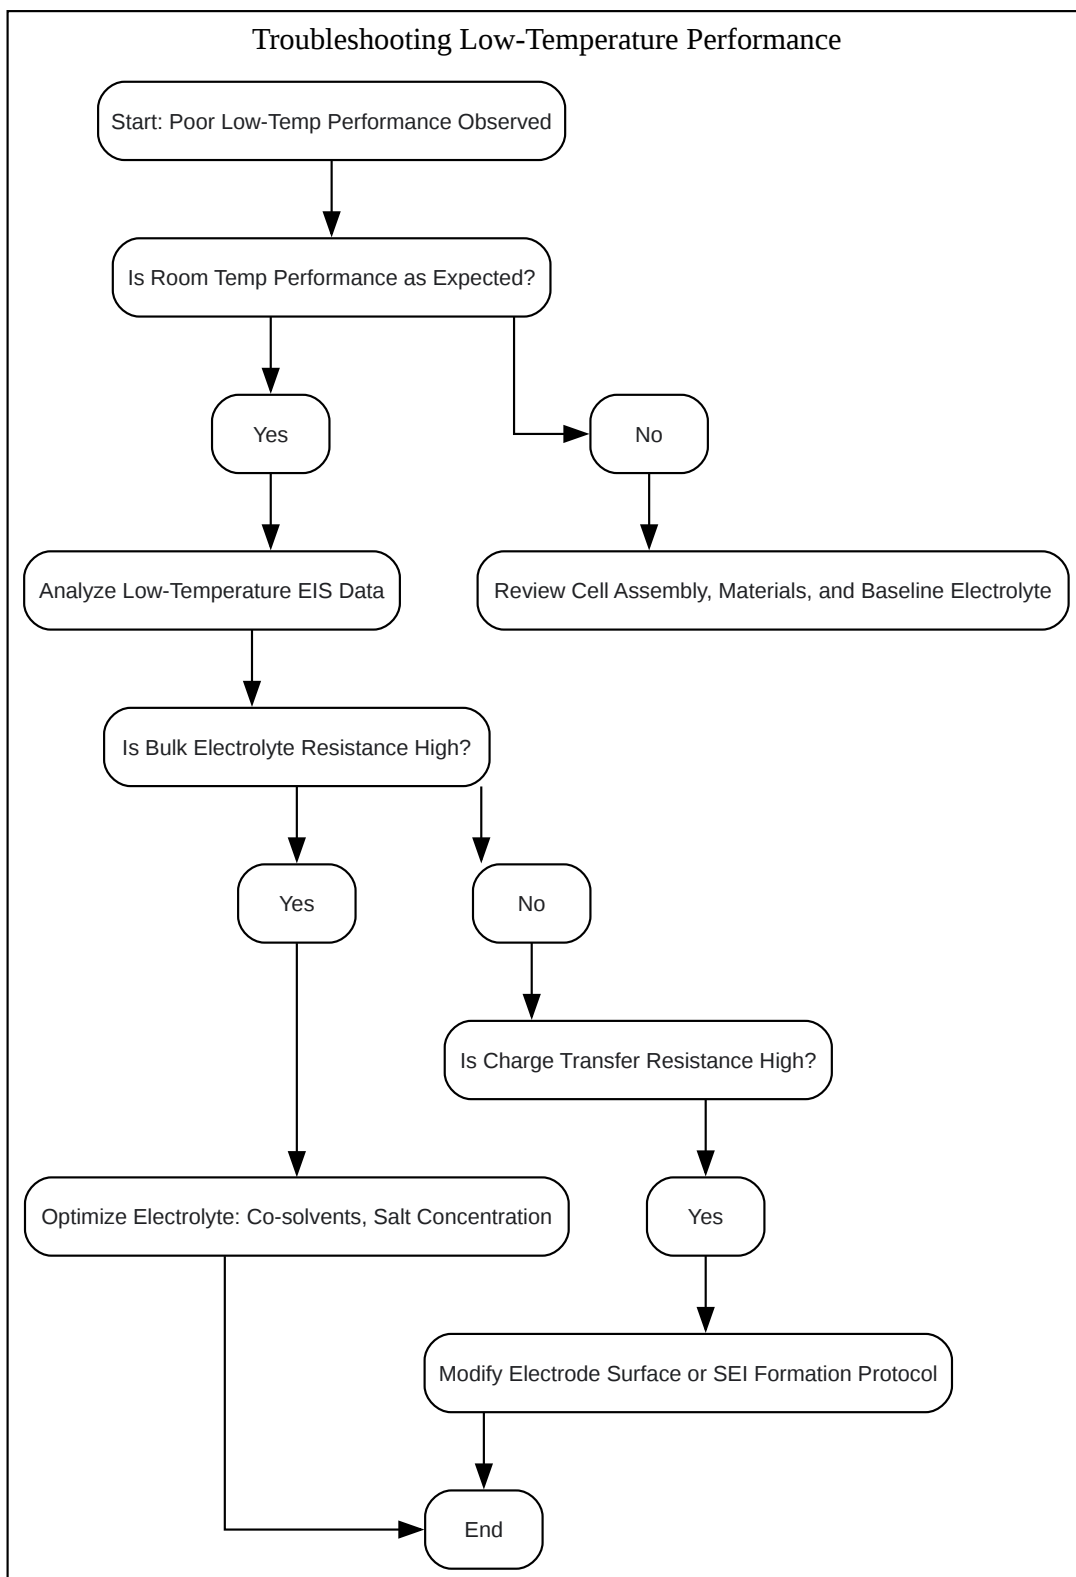 Troubleshooting Low-Temperature Performance
Start: Poor Low-Temp Performance Observed
Is Room Temp Performance as Expected?
Yes
No
Analyze Low-Temperature EIS Data
Review Cell Assembly, Materials, and Baseline Electrolyte
Is Bulk Electrolyte Resistance High?
Yes
No
Is Charge Transfer Resistance High?
Optimize Electrolyte: Co-solvents, Salt Concentration
Yes
Modify Electrode Surface or SEI Formation Protocol
End